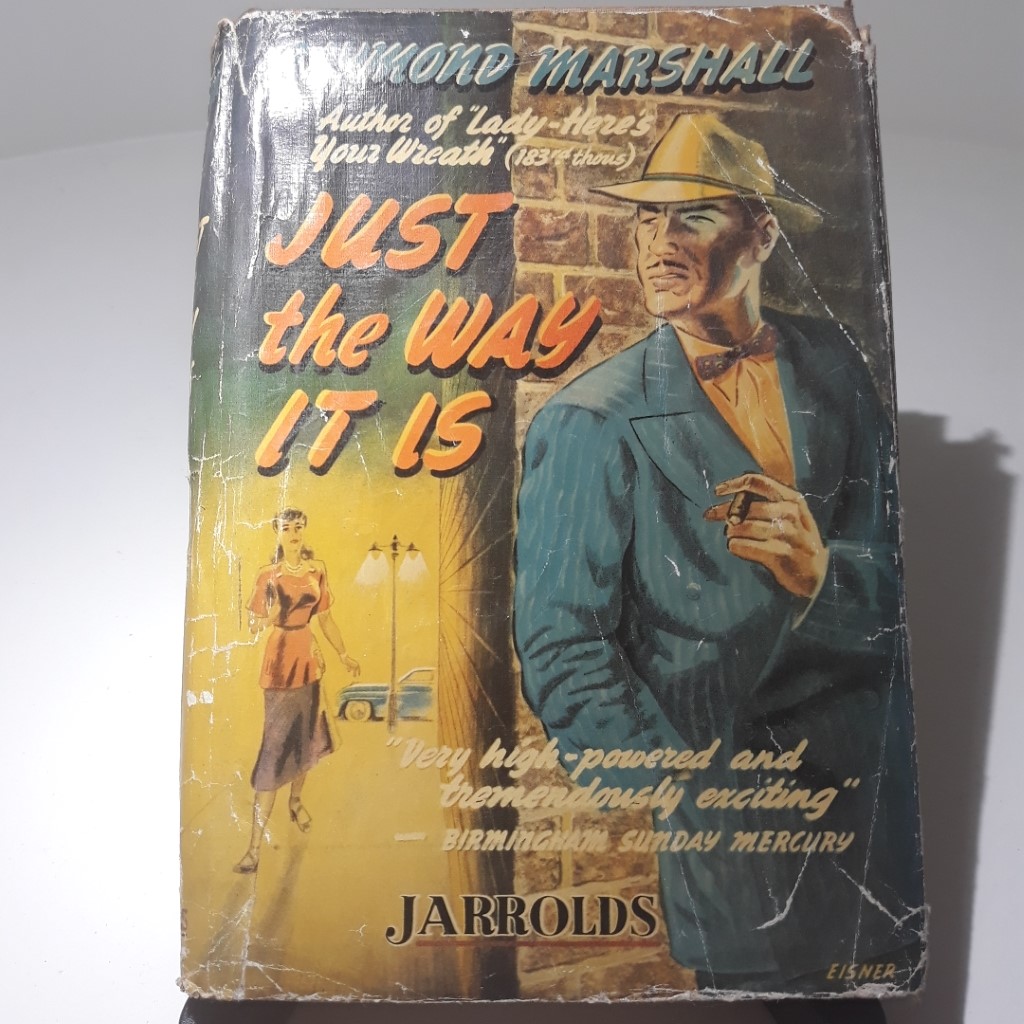 MOND MARSHALL
Author of "Lady-Here's
Your Wreath" (183rd thous)
JUST
the WAY
IT IS
"Very high-powered and
tremendously exciting"
— BIRMINGHAM SUNDAY MERCURY
JARROLDS
EISNER